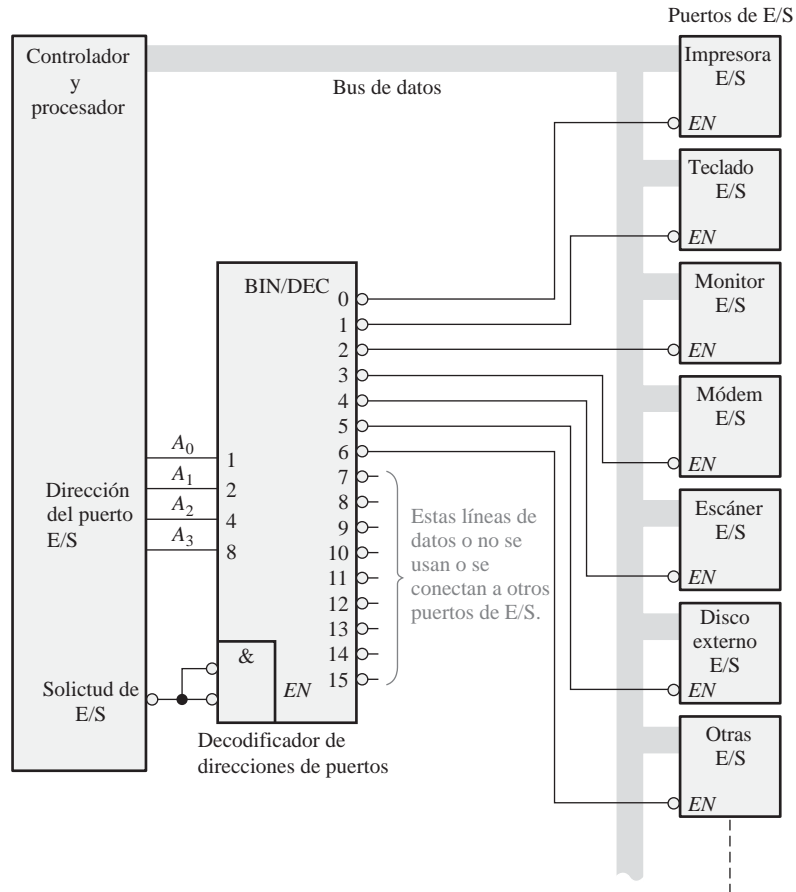 Puertos de E/S
Controlador
y
procesador
Bus de datos
Impresora
E/S
EN
Teclado
E/S
EN
Monitor
E/S
EN
Módem
E/S
EN
Escáner
E/S
EN
Disco
externo
E/S
EN
Otras
E/S
EN
BIN/DEC
0
1
2
3
4
5
6
7
8
9
10
11
12
13
14
15
A0
A1
A2
A3
1
2
4
8
Dirección
del puerto
E/S
Estas líneas de
datos o no se
usan o se
conectan a otros
puertos de E/S.
&
EN
Solictud de
E/S
Decodificador de
direcciones de puertos